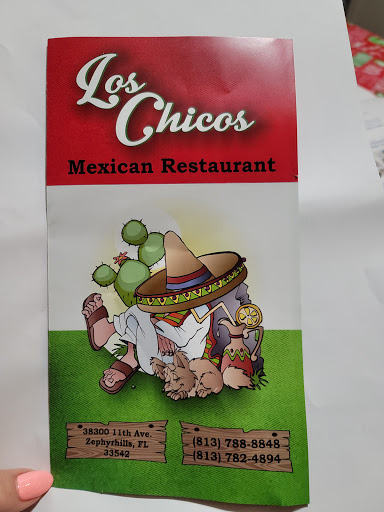 Los
Chicos
Mexican Restaurant
38300 11th Ave.
Zephyrhills, FL
33542
(813) 788-8848
(813) 782-4894